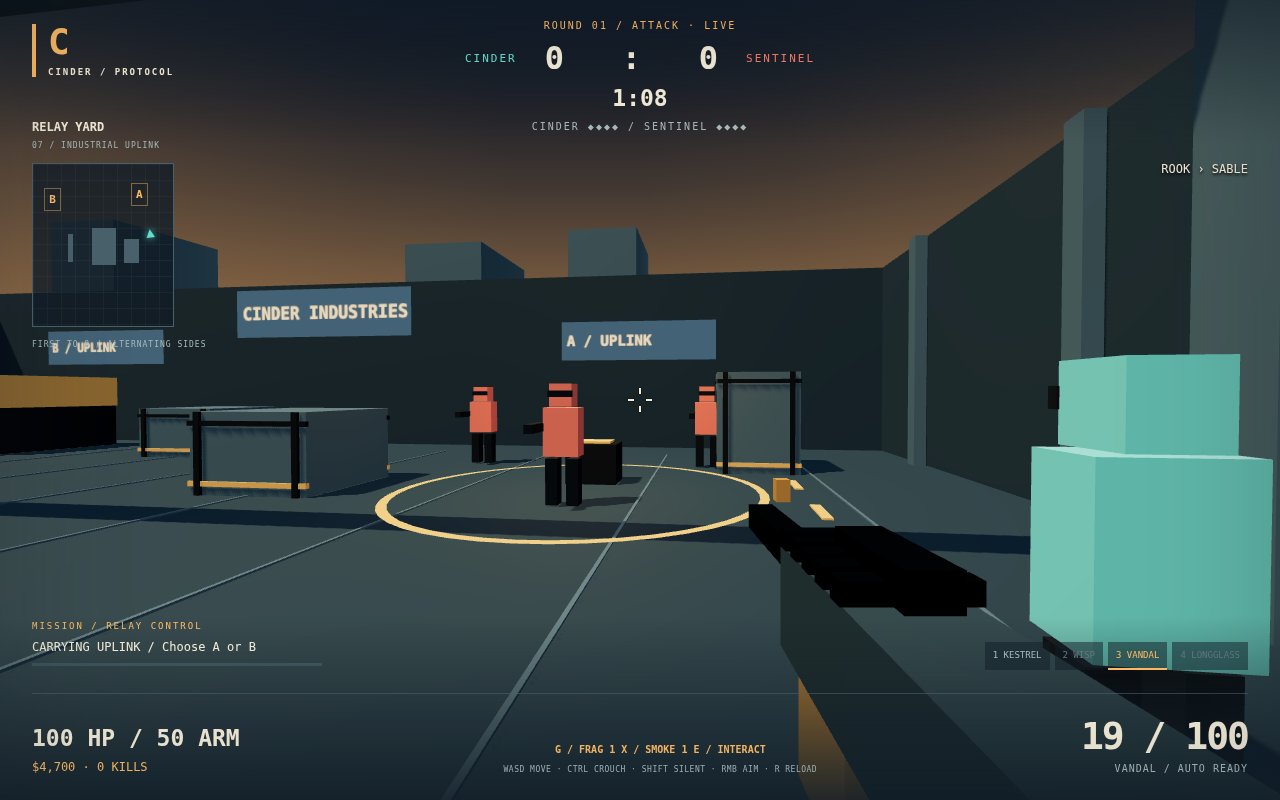 C
CINDER / PROTOCOL
ROUND 01 / ATTACK · LIVE
CINDER 0 : 0 SENTINEL
1:08
CINDER ◆◆◆◆ / SENTINEL ◆◆◆◆
RELAY YARD
07 / INDUSTRIAL UPLINK
B A
ROOK › SABLE
CINDER INDUSTRIES
A / UPLINK
B / UPLINK
FIRST TO ALTERNATING SIDES
MISSION / RELAY CONTROL
CARRYING UPLINK / Choose A or B
1 KESTREL 2 WISP 3 VANDAL 4 LONGGLASS
100 HP / 50 ARM
$4,700 · 0 KILLS
G / FRAG 1 X / SMOKE 1 E / INTERACT
WASD MOVE · CTRL CROUCH · SHIFT SILENT · RMB AIM · R RELOAD
19 / 100
VANDAL / AUTO READY